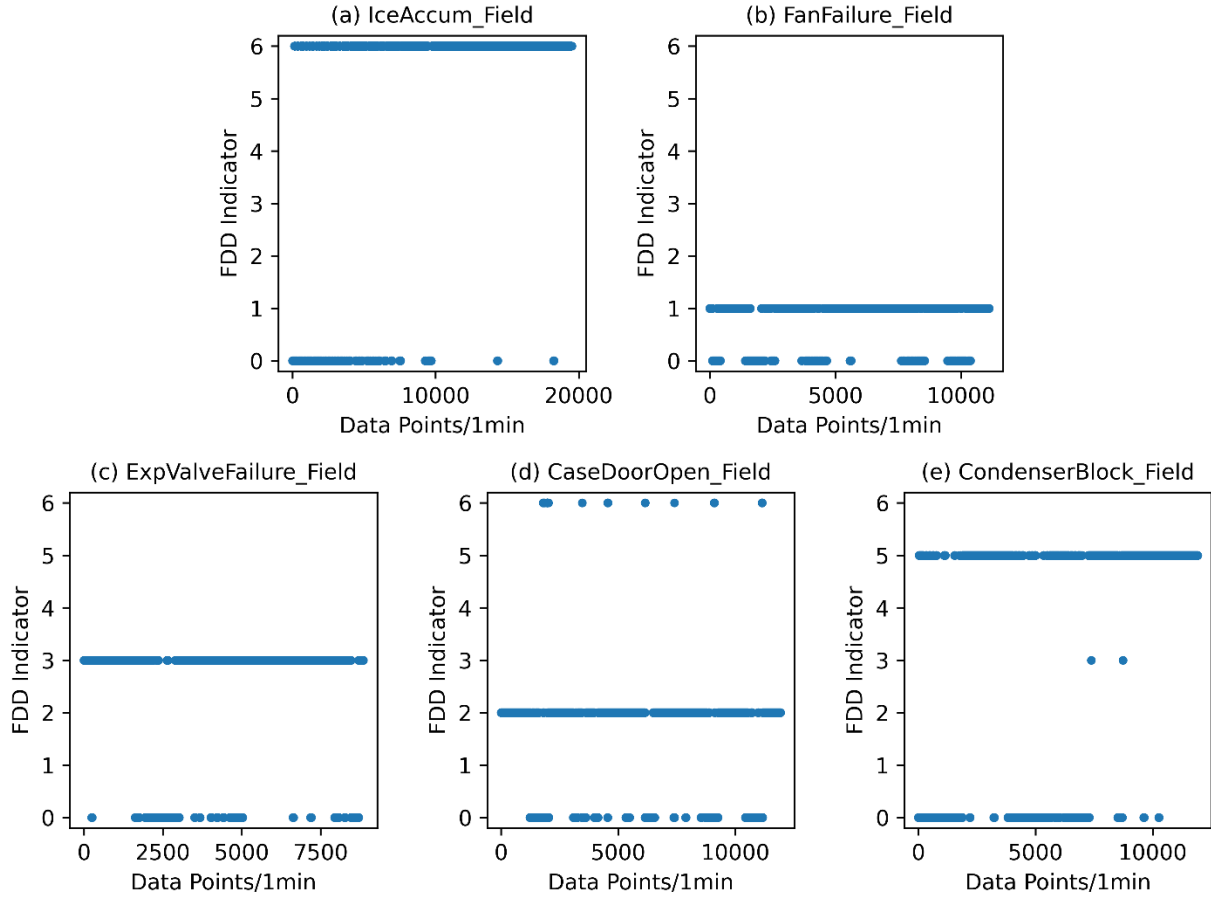 (a) IceAccum_Field
6
5
4
3
2
1
0
FDD Indicator
0 10000 20000
Data Points/1min
(b) FanFailure_Field
6
5
4
3
2
1
0
FDD Indicator
0 5000 10000
Data Points/1min
(c) ExpValveFailure_Field
6
5
4
3
2
1
0
FDD Indicator
0 2500 5000 7500
Data Points/1min
(d) CaseDoorOpen_Field
6
5
4
3
2
1
0
FDD Indicator
0 5000 10000
Data Points/1min
(e) CondenserBlock_Field
6
5
4
3
2
1
0
FDD Indicator
0 5000 10000
Data Points/1min